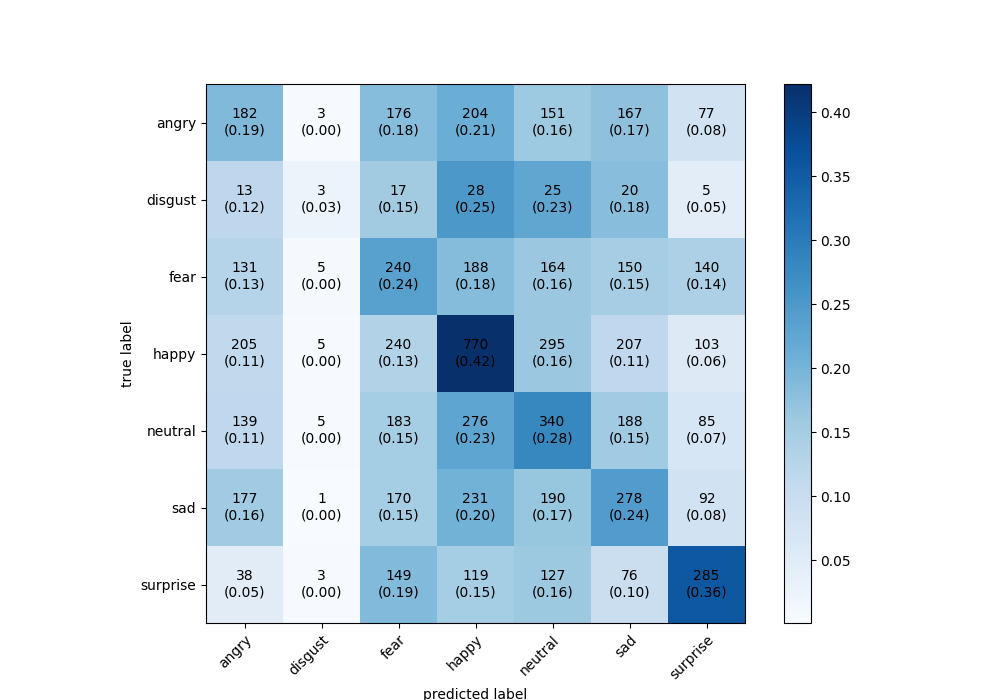 angry 182 3 176 204 151 167 77
(0.19) (0.00) (0.18) (0.21) (0.16) (0.17) (0.08)
disgust 13 3 17 28 25 20 5
(0.12) (0.03) (0.15) (0.25) (0.23) (0.18) (0.05)
fear 131 5 240 188 164 150 140
(0.13) (0.00) (0.24) (0.18) (0.16) (0.15) (0.14)
happy 205 5 240 770 295 207 103
(0.11) (0.00) (0.13) (0.42) (0.16) (0.11) (0.06)
neutral 139 5 183 276 340 188 85
(0.11) (0.00) (0.15) (0.23) (0.28) (0.15) (0.07)
sad 177 1 170 231 190 278 92
(0.16) (0.00) (0.15) (0.20) (0.17) (0.24) (0.08)
surprise 38 3 149 119 127 76 285
(0.05) (0.00) (0.19) (0.15) (0.16) (0.10) (0.36)
angry disgust fear happy neutral sad surprise
predicted label
true label
0.40
0.35
0.30
0.25
0.20
0.15
0.10
0.05